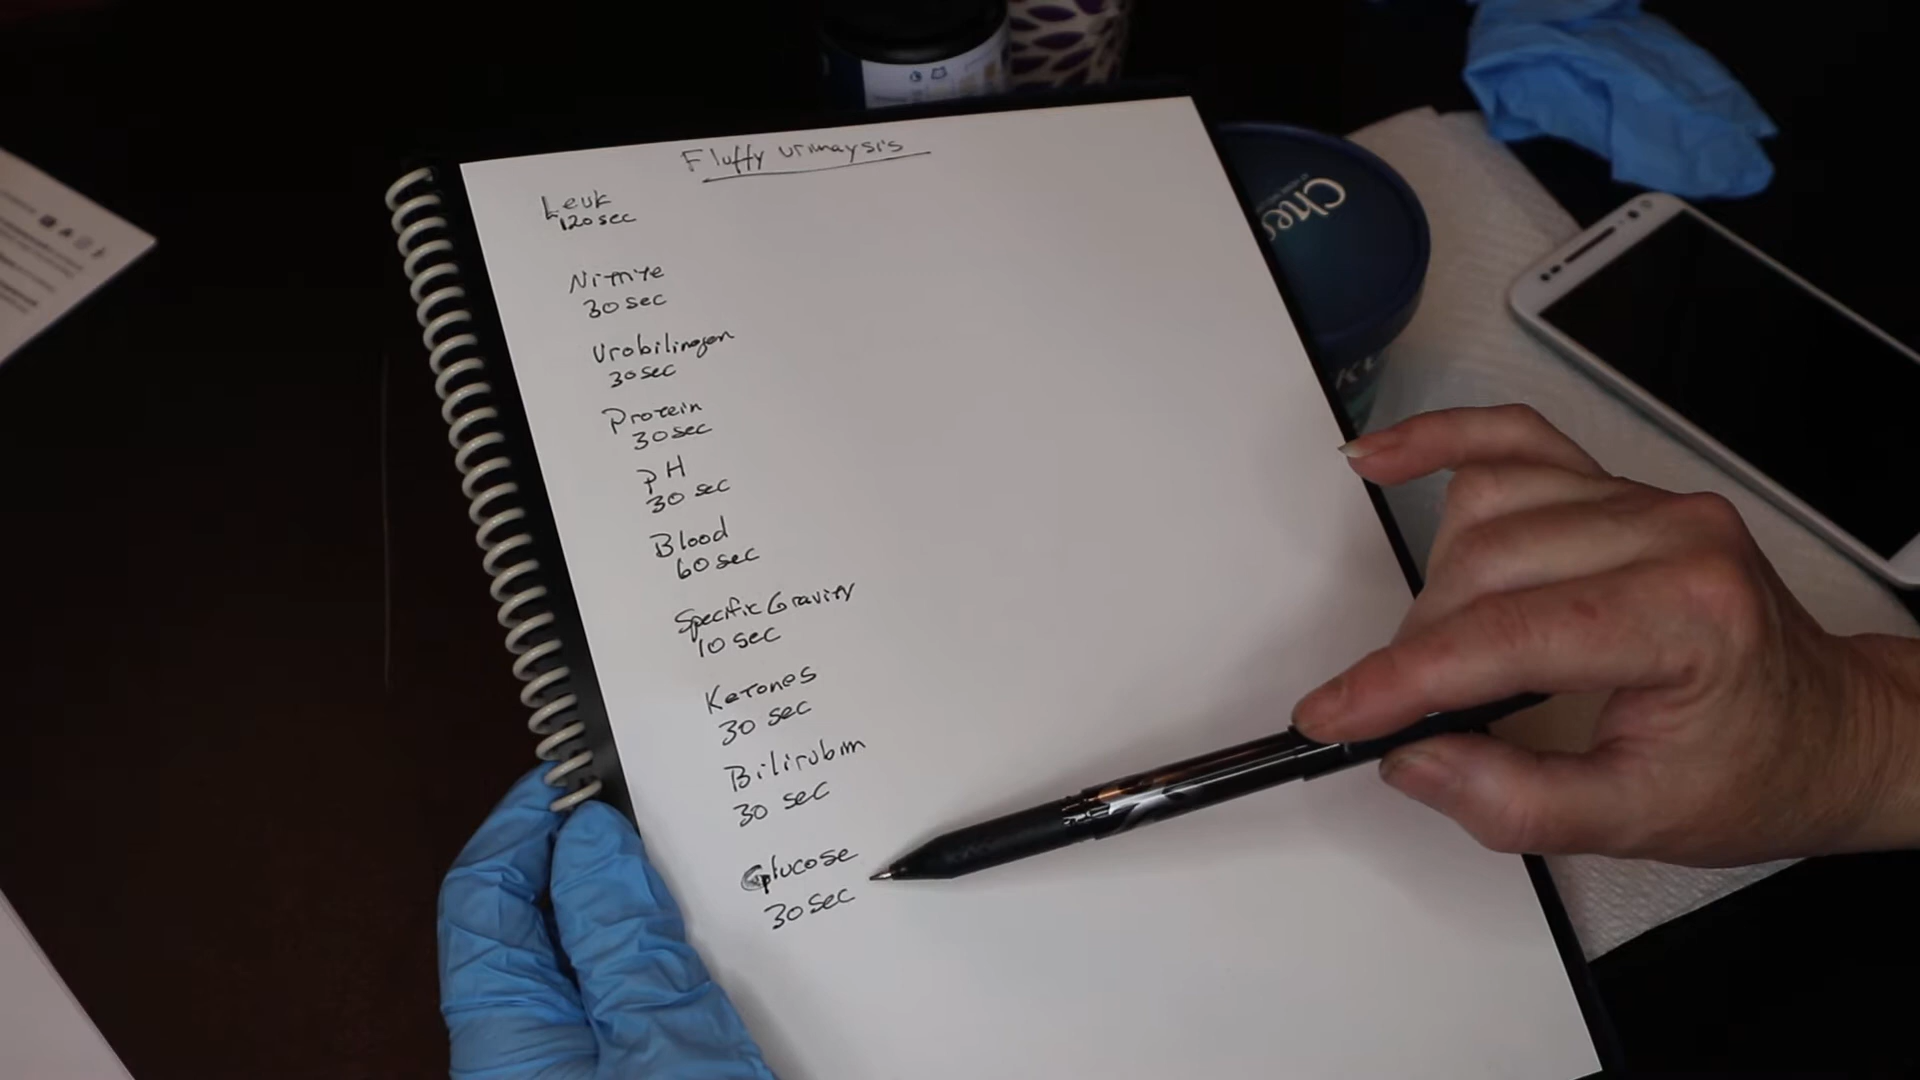 Fluffy urinaysis
Leuk
120 sec
Nitrite
30 sec
Urobilinogen
30 sec
Protein
30 sec
pH
30 sec
Blood
60 sec
Specific Gravity
10 sec
Ketones
30 sec
Bilirubin
30 sec
Glucose
30 sec
Che